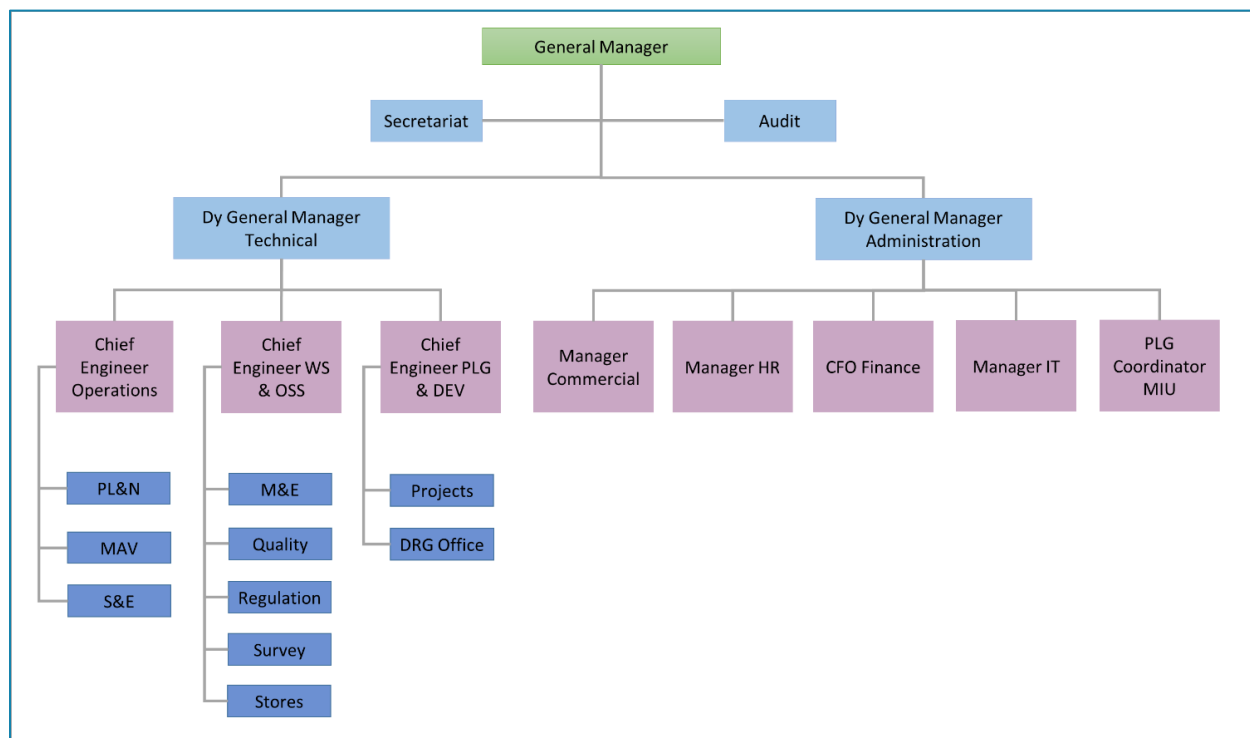 General Manager
Secretariat
Audit
Dy General Manager
Technical
Dy General Manager
Administration
Chief
Engineer
Operations
Chief
Engineer WS
& OSS
Chief
Engineer PLG
& DEV
Manager
Commercial
Manager HR
CFO Finance
Manager IT
PLG
Coordinator
MIU
PL&N
MAV
S&E
M&E
Quality
Regulation
Survey
Stores
Projects
DRG Office